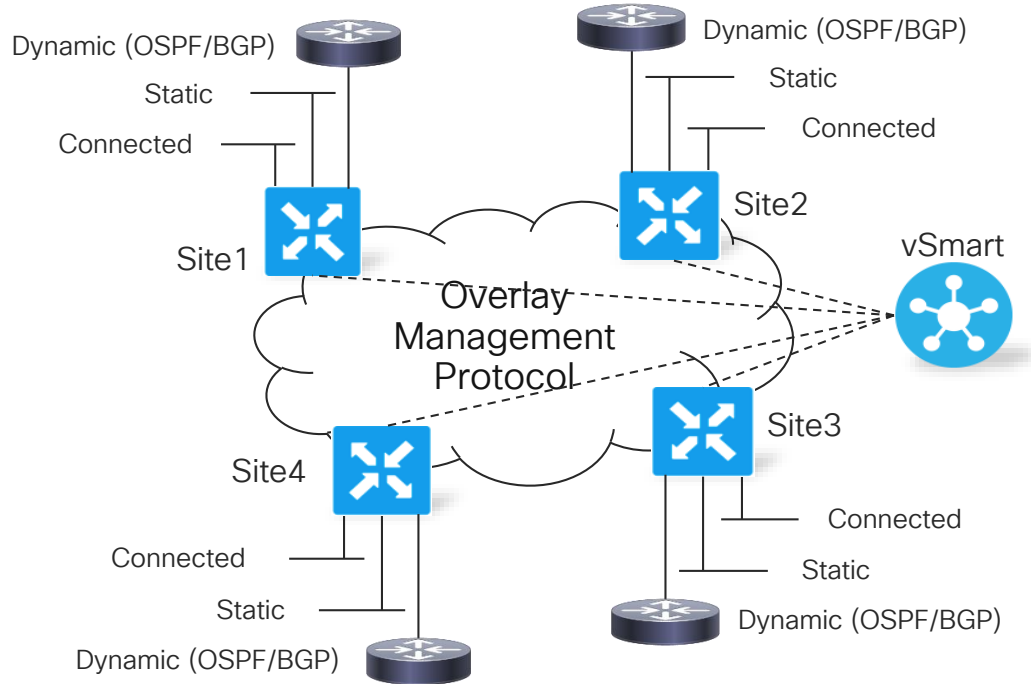 Dynamic (OSPF/BGP)
Static
Connected
Site1
Dynamic (OSPF/BGP)
Static
Connected
Site2
vSmart
Overlay
Management
Protocol
Site4
Connected
Static
Dynamic (OSPF/BGP)
Site3
Connected
Static
Dynamic (OSPF/BGP)